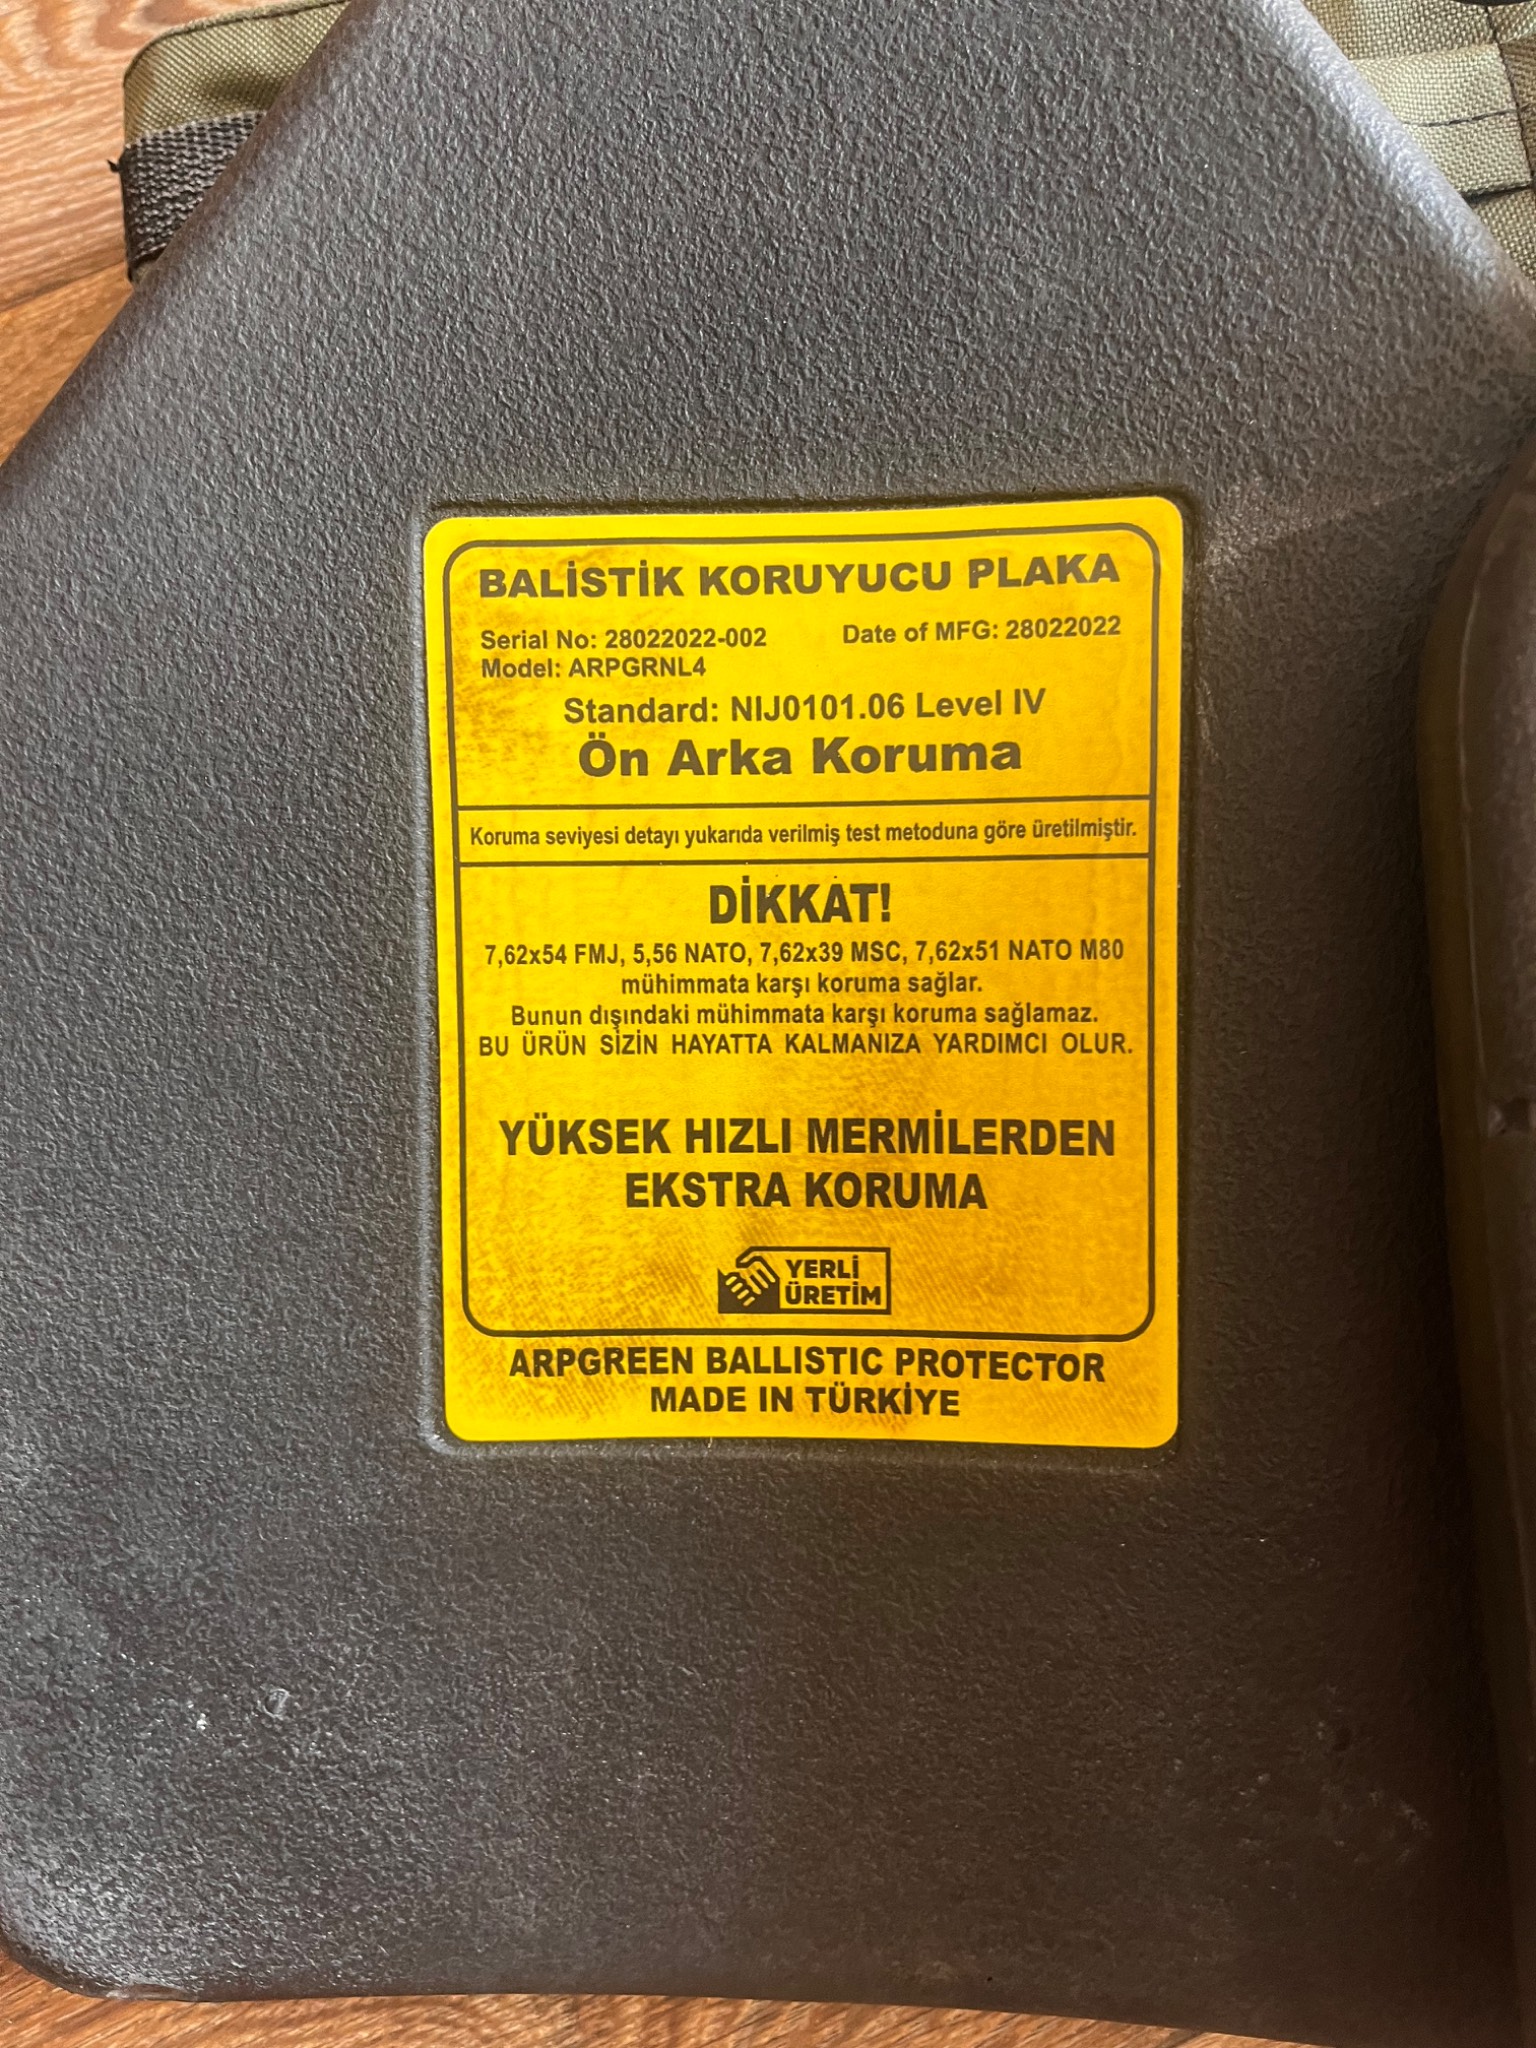 BALİSTİK KORUYUCU PLAKA
Serial No: 28022022-002 Date of MFG: 28022022
Model: ARPGRNL4
Standard: NIJ0101.06 Level IV
Ön Arka Koruma
Koruma seviyesi detayı yukarıda verilmiş test metoduna göre üretilmiştir.
DİKKAT!
7,62x54 FMJ, 5,56 NATO, 7,62x39 MSC, 7,62x51 NATO M80
mühimmata karşı koruma sağlar.
Bunun dışındaki mühimmata karşı koruma sağlamaz.
BU ÜRÜN SİZİN HAYATTA KALMANIZA YARDIMCI OLUR.
YÜKSEK HIZLI MERMİLERDEN
EKSTRA KORUMA
YERLİ
ÜRETİM
ARPGREEN BALLISTIC PROTECTOR
MADE IN TÜRKİYE